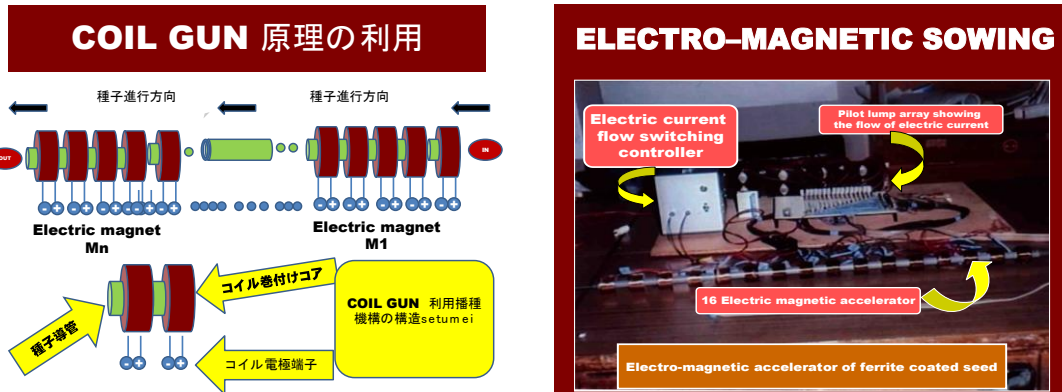 COIL GUN 原理の利用
種子進行方向
種子進行方向
OUT
IN
- + - + - + - + - +
- + - + - + - + - +
Electric magnet
Mn
Electric magnet
M1
コイル巻付けコア
種子導管
- + - +
コイル電極端子
COIL GUN 利用播種
機構の構造setumei
ELECTRO–MAGNETIC SOWING
Electric current
flow switching
controller
Pilot lump array showing
the flow of electric current
16 Electric magnetic accelerator
Electro-magnetic accelerator of ferrite coated seed